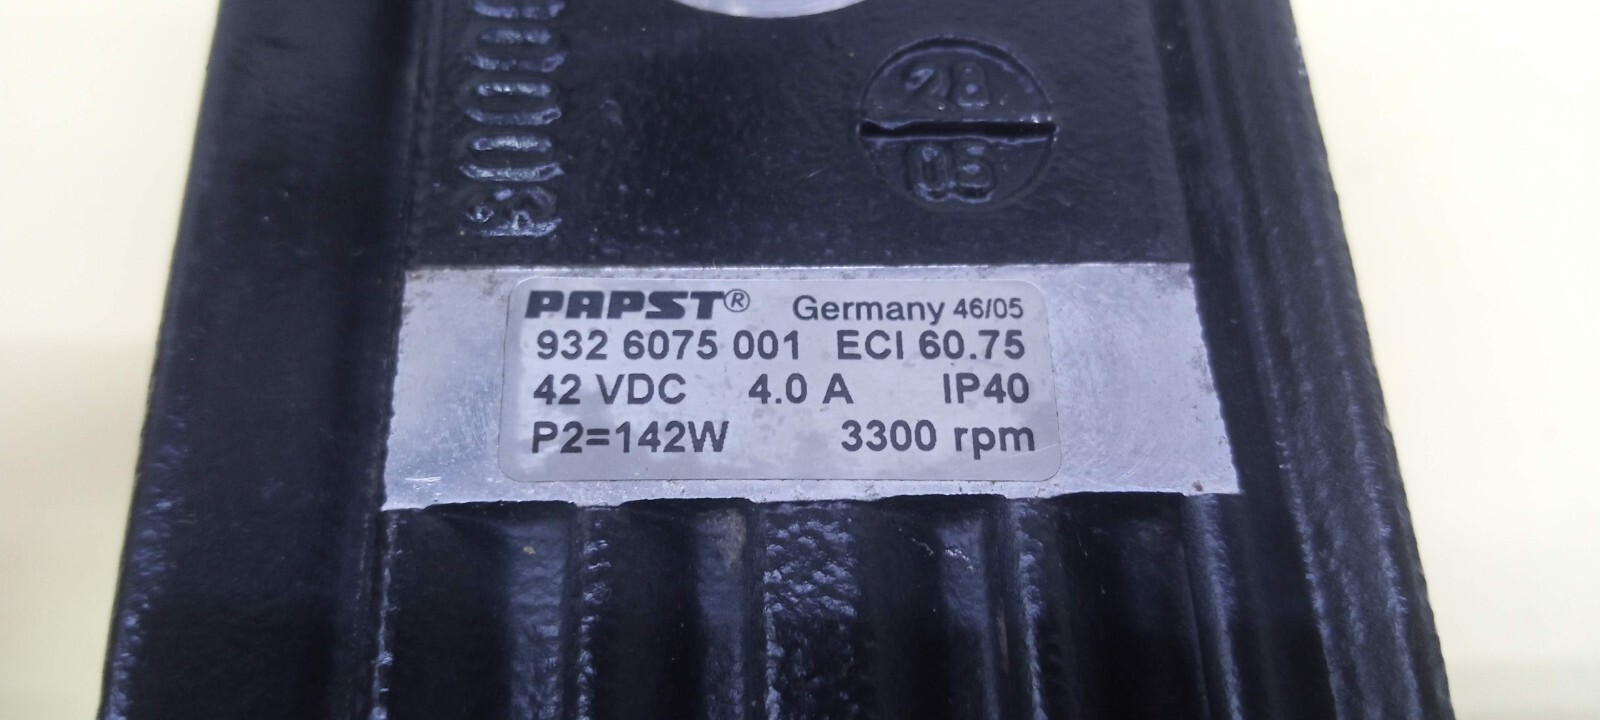 28
05
PAPST® Germany 46/05
932 6075 001 ECI 60.75
42 VDC 4.0 A IP40
P2=142W 3300 rpm